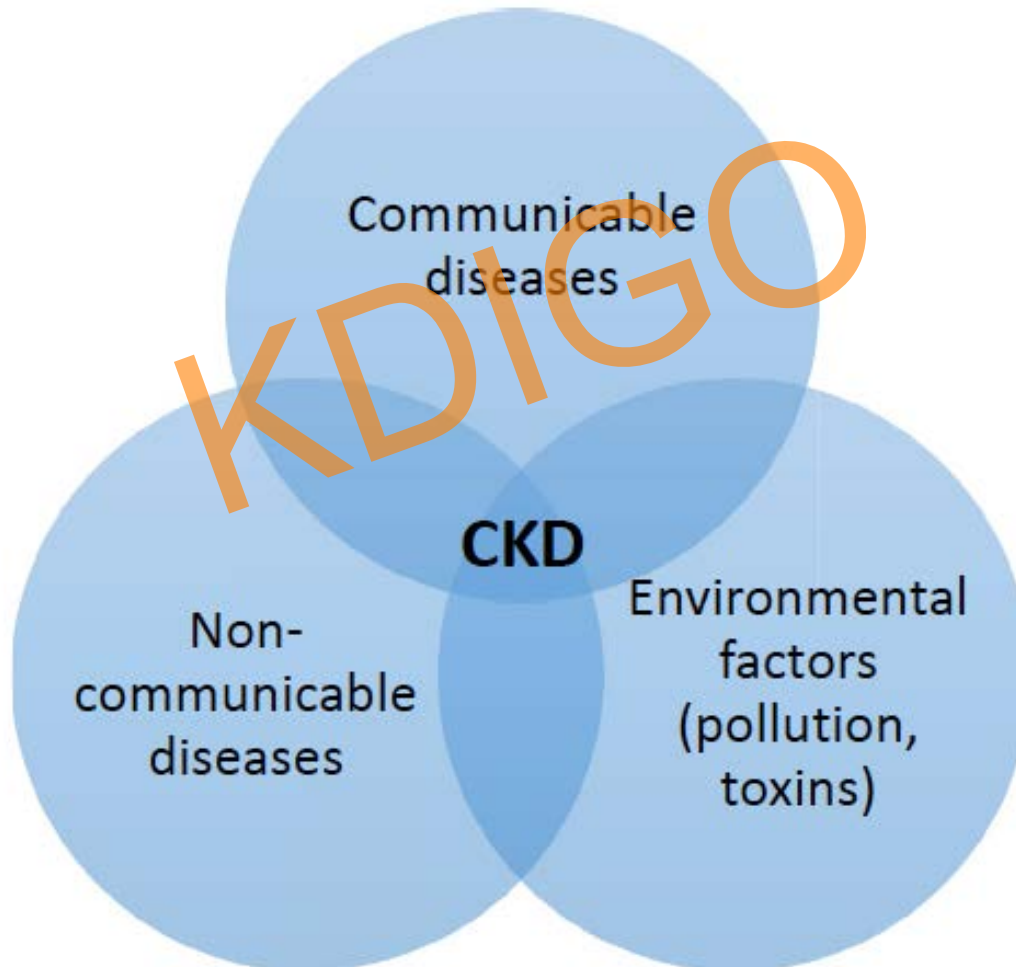 Communicable
diseases
KDIGO
CKD
Non-
communicable
diseases
Environmental
factors
(pollution,
toxins)